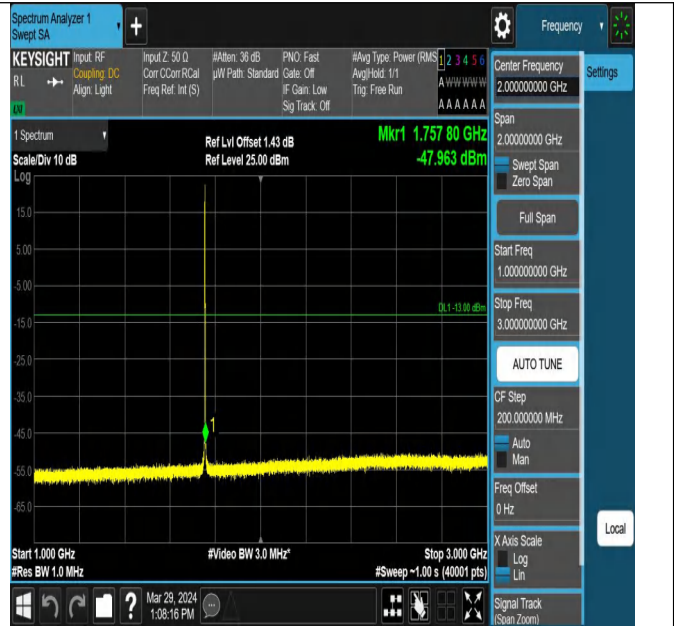 Spectrum Analyzer 1
Swept SA
Frequency
KEYSIGHT
RL
Input: RF
Coupling: DC
Align: Light
Input Z: 50 Ω
Corr CCorr RCal
Freq Ref: Int (S)
#Atten: 36 dB
µW Path: Standard
PNO: Fast
Gate: Off
IF Gain: Low
Sig Track: Off
#Avg Type: Power (RMS
Avg|Hold: 1/1
Trig: Free Run
1 2 3 4 5 6
A W W W W W
A A A A A A
LXI
1 Spectrum
Scale/Div 10 dB
Log
Ref Lvl Offset 1.43 dB
Ref Level 25.00 dBm
Mkr1 1.757 80 GHz
-47.963 dBm
15.0
5.00
-5.00
-15.0
-25.0
-35.0
-45.0
-55.0
-65.0
DL1 -13.00 dBm
1
Start 1.000 GHz
#Res BW 1.0 MHz
#Video BW 3.0 MHz*
Stop 3.000 GHz
#Sweep ~1.00 s (40001 pts)
Mar 29, 2024
1:08:16 PM
Center Frequency
2.000000000 GHz
Settings
Span
2.00000000 GHz
Swept Span
Zero Span
Full Span
Start Freq
1.000000000 GHz
Stop Freq
3.000000000 GHz
AUTO TUNE
CF Step
200.000000 MHz
Auto
Man
Freq Offset
0 Hz
X Axis Scale
Log
Lin
Local
Signal Track
(Span Zoom)